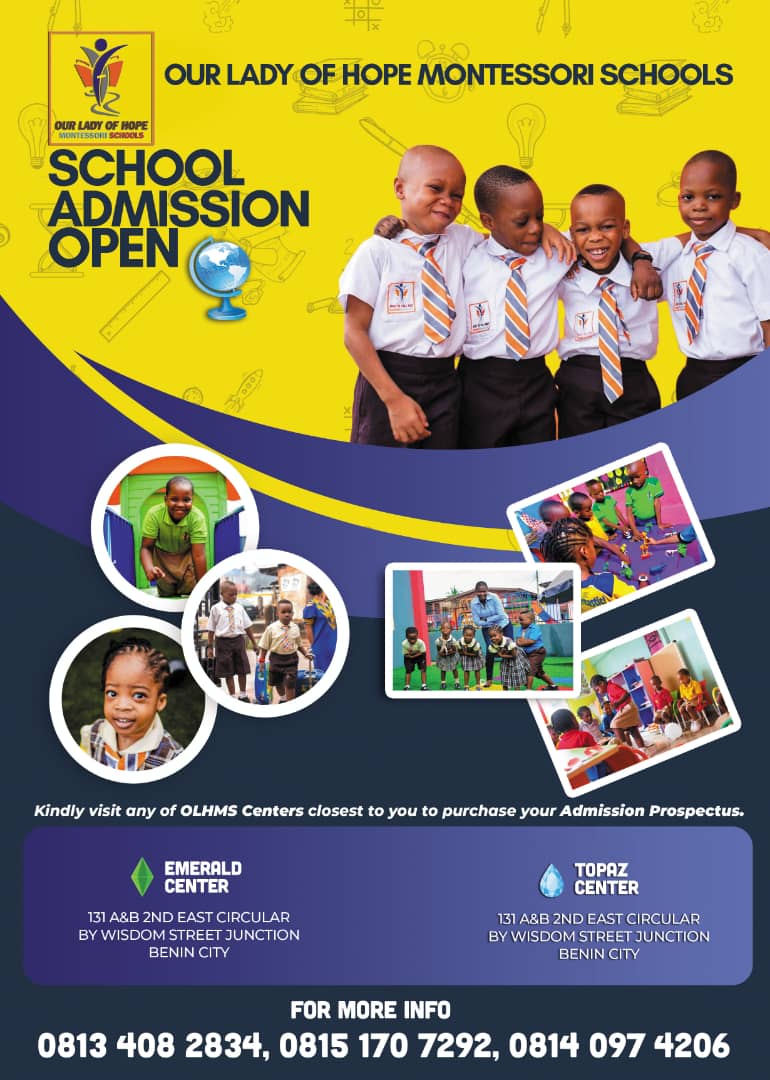 OUR LADY OF HOPE
MONTESSORI SCHOOLS
OUR LADY OF HOPE MONTESSORI SCHOOLS
SCHOOL
ADMISSION
OPEN
Kindly visit any of OLHMS Centers closest to you to purchase your Admission Prospectus.
EMERALD
CENTER
131 A&B 2ND EAST CIRCULAR
BY WISDOM STREET JUNCTION
BENIN CITY
TOPAZ
CENTER
131 A&B 2ND EAST CIRCULAR
BY WISDOM STREET JUNCTION
BENIN CITY
FOR MORE INFO
0813 408 2834, 0815 170 7292, 0814 097 4206